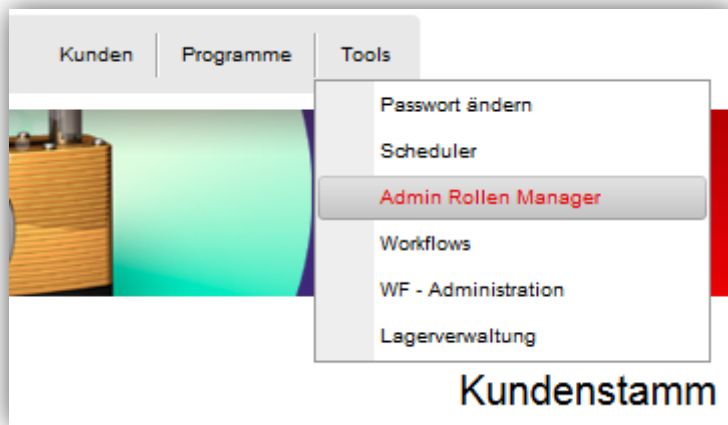 Kunden Programme Tools
Passwort ändern
Scheduler
Admin Rollen Manager
Workflows
WF - Administration
Lagerverwaltung
Kundenstamm